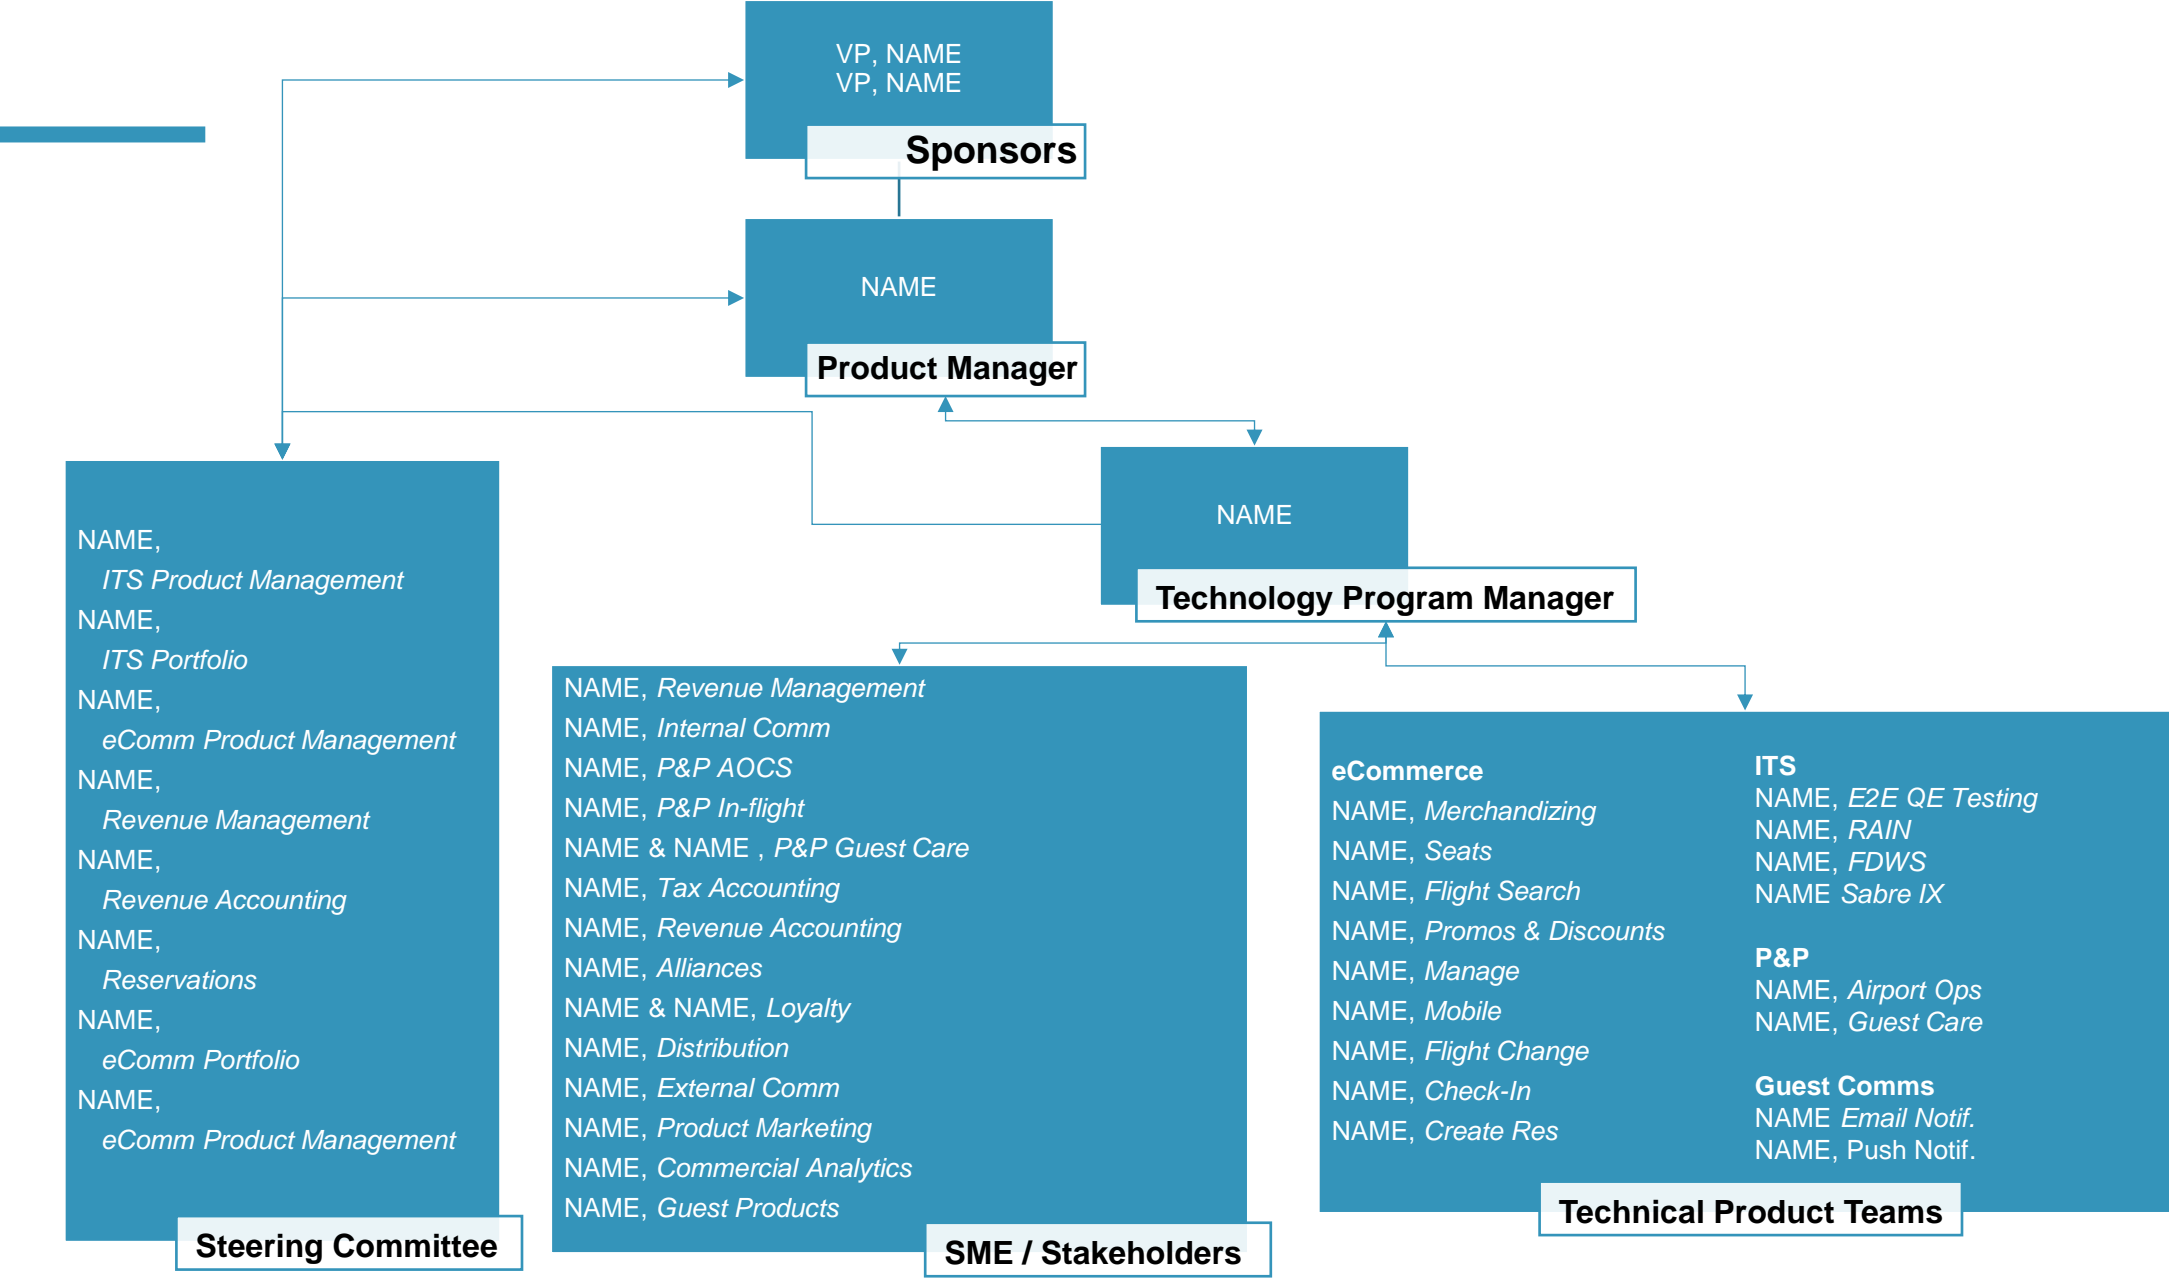 VP, NAME
VP, NAME
Sponsors
NAME
Product Manager
NAME
Technology Program Manager
NAME,
ITS Product Management
NAME,
ITS Portfolio
NAME,
eComm Product Management
NAME,
Revenue Management
NAME,
Revenue Accounting
NAME,
Reservations
NAME,
eComm Portfolio
NAME,
eComm Product Management
Steering Committee
NAME, Revenue Management
NAME, Internal Comm
NAME, P&P AOCS
NAME, P&P In-flight
NAME & NAME , P&P Guest Care
NAME, Tax Accounting
NAME, Revenue Accounting
NAME, Alliances
NAME & NAME, Loyalty
NAME, Distribution
NAME, External Comm
NAME, Product Marketing
NAME, Commercial Analytics
NAME, Guest Products
SME / Stakeholders
eCommerce
NAME, Merchandizing
NAME, Seats
NAME, Flight Search
NAME, Promos & Discounts
NAME, Manage
NAME, Mobile
NAME, Flight Change
NAME, Check-In
NAME, Create Res
ITS
NAME, E2E QE Testing
NAME, RAIN
NAME, FDWS
NAME Sabre IX
P&P
NAME, Airport Ops
NAME, Guest Care
Guest Comms
NAME Email Notif.
NAME, Push Notif.
Technical Product Teams